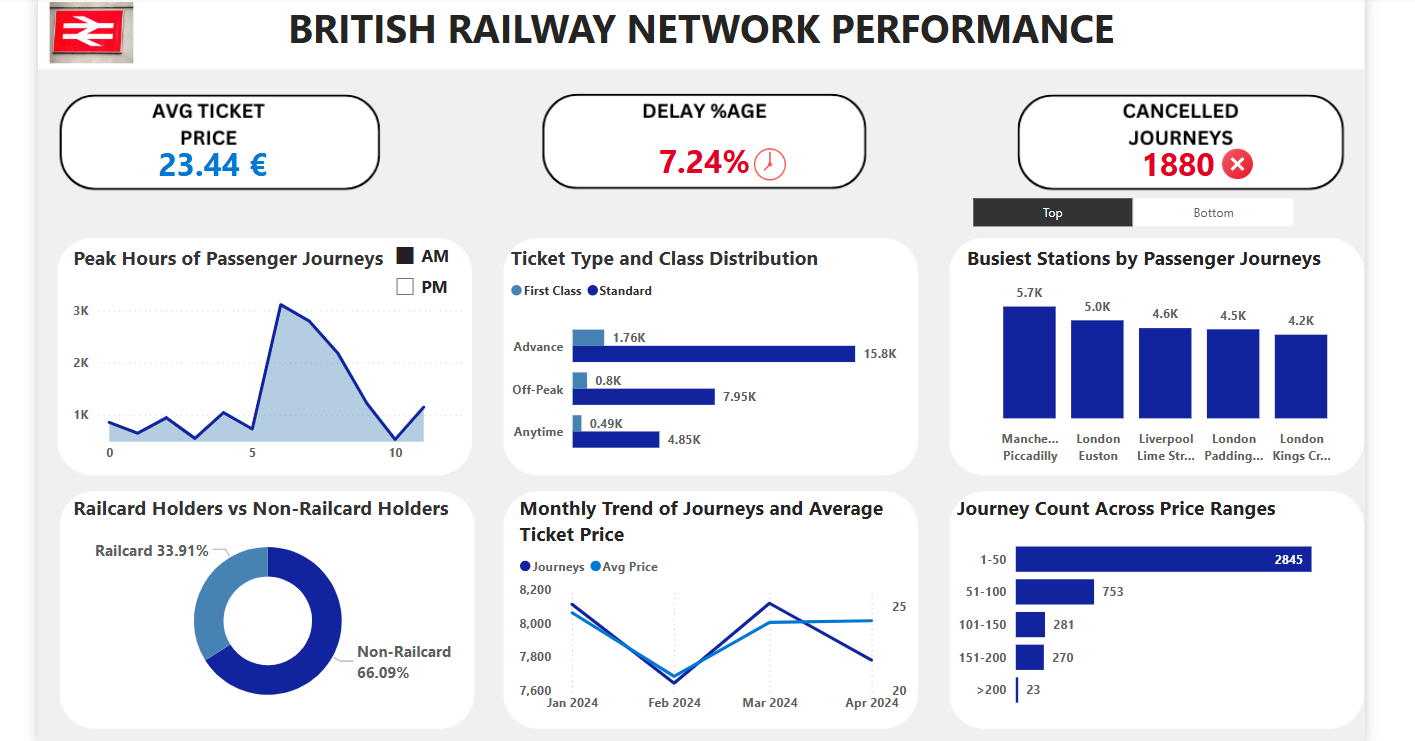 BRITISH RAILWAY NETWORK PERFORMANCE
AVG TICKET
PRICE
23.44 €
DELAY %AGE
7.24%
CANCELLED
JOURNEYS
1880
Top
Bottom
Peak Hours of Passenger Journeys
AM
PM
3K
2K
1K
0
5
10
Ticket Type and Class Distribution
First Class
Standard
Advance
1.76K
15.8K
Off-Peak
0.8K
7.95K
Anytime
0.49K
4.85K
Busiest Stations by Passenger Journeys
5.7K
5.0K
4.6K
4.5K
4.2K
Manche...
Piccadilly
London
Euston
Liverpool
Lime Str...
London
Padding...
London
Kings Cr...
Railcard Holders vs Non-Railcard Holders
Railcard 33.91%
Non-Railcard
66.09%
Monthly Trend of Journeys and Average
Ticket Price
Journeys
Avg Price
8,200
8,000
7,800
7,600
25
20
Jan 2024
Feb 2024
Mar 2024
Apr 2024
Journey Count Across Price Ranges
1-50
2845
51-100
753
101-150
281
151-200
270
>200
23